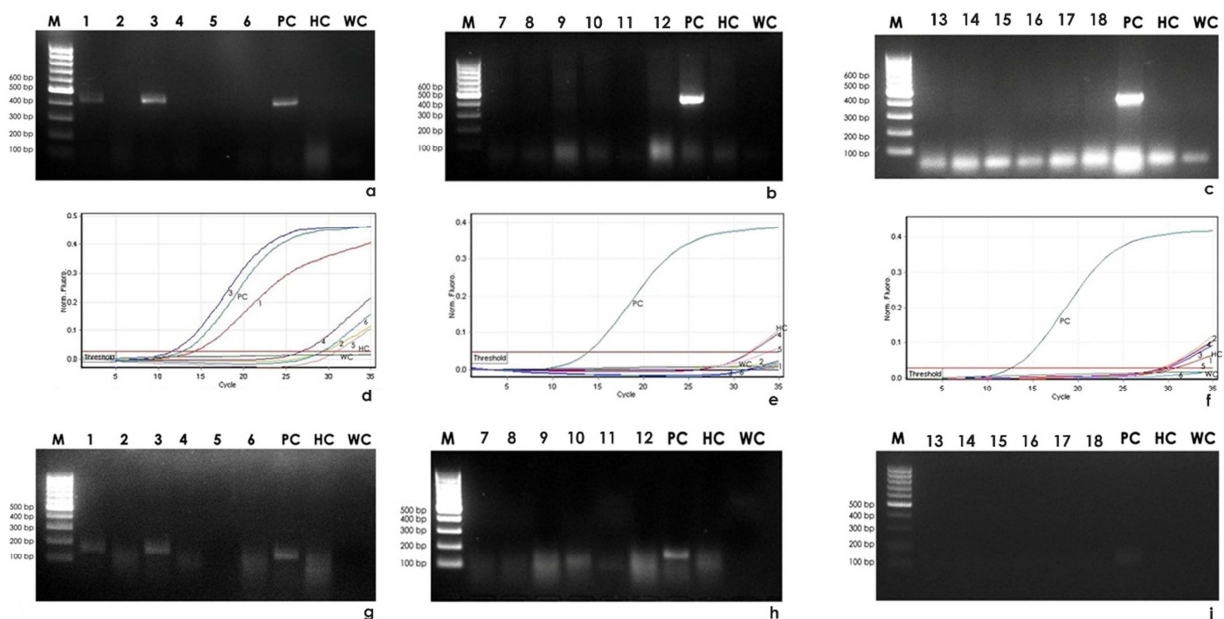 M 1 2 3 4 5 6 PC HC WC
600 bp
500 bp
400 bp
300 bp
200 bp
100 bp
a
M 7 8 9 10 11 12 PC HC WC
600 bp
500 bp
400 bp
300 bp
200 bp
100 bp
b
M 13 14 15 16 17 18 PC HC WC
600 bp
500 bp
400 bp
300 bp
200 bp
100 bp
c
0.5
0.4
0.3
0.2
0.1
0.0
Norm. Fluoro.
Threshold
3
PC
1
4
6
2
5
HC
WC
5 10 15 20 25 30 35
Cycle
d
0.4
0.3
0.2
0.1
0.0
Norm. Fluoro.
Threshold
PC
HC
4
5
WC
2
1
5 10 15 20 25 30 35
Cycle
e
0.4
0.3
0.2
0.1
0.0
Norm. Fluoro.
Threshold
PC
2
4
3
HC
1
5
WC
6
5 10 15 20 25 30 35
Cycle
f
M 1 2 3 4 5 6 PC HC WC
500 bp
400 bp
300 bp
200 bp
100 bp
g
M 7 8 9 10 11 12 PC HC WC
500 bp
400 bp
300 bp
200 bp
100 bp
h
M 13 14 15 16 17 18 PC HC WC
500 bp
400 bp
300 bp
200 bp
100 bp
i